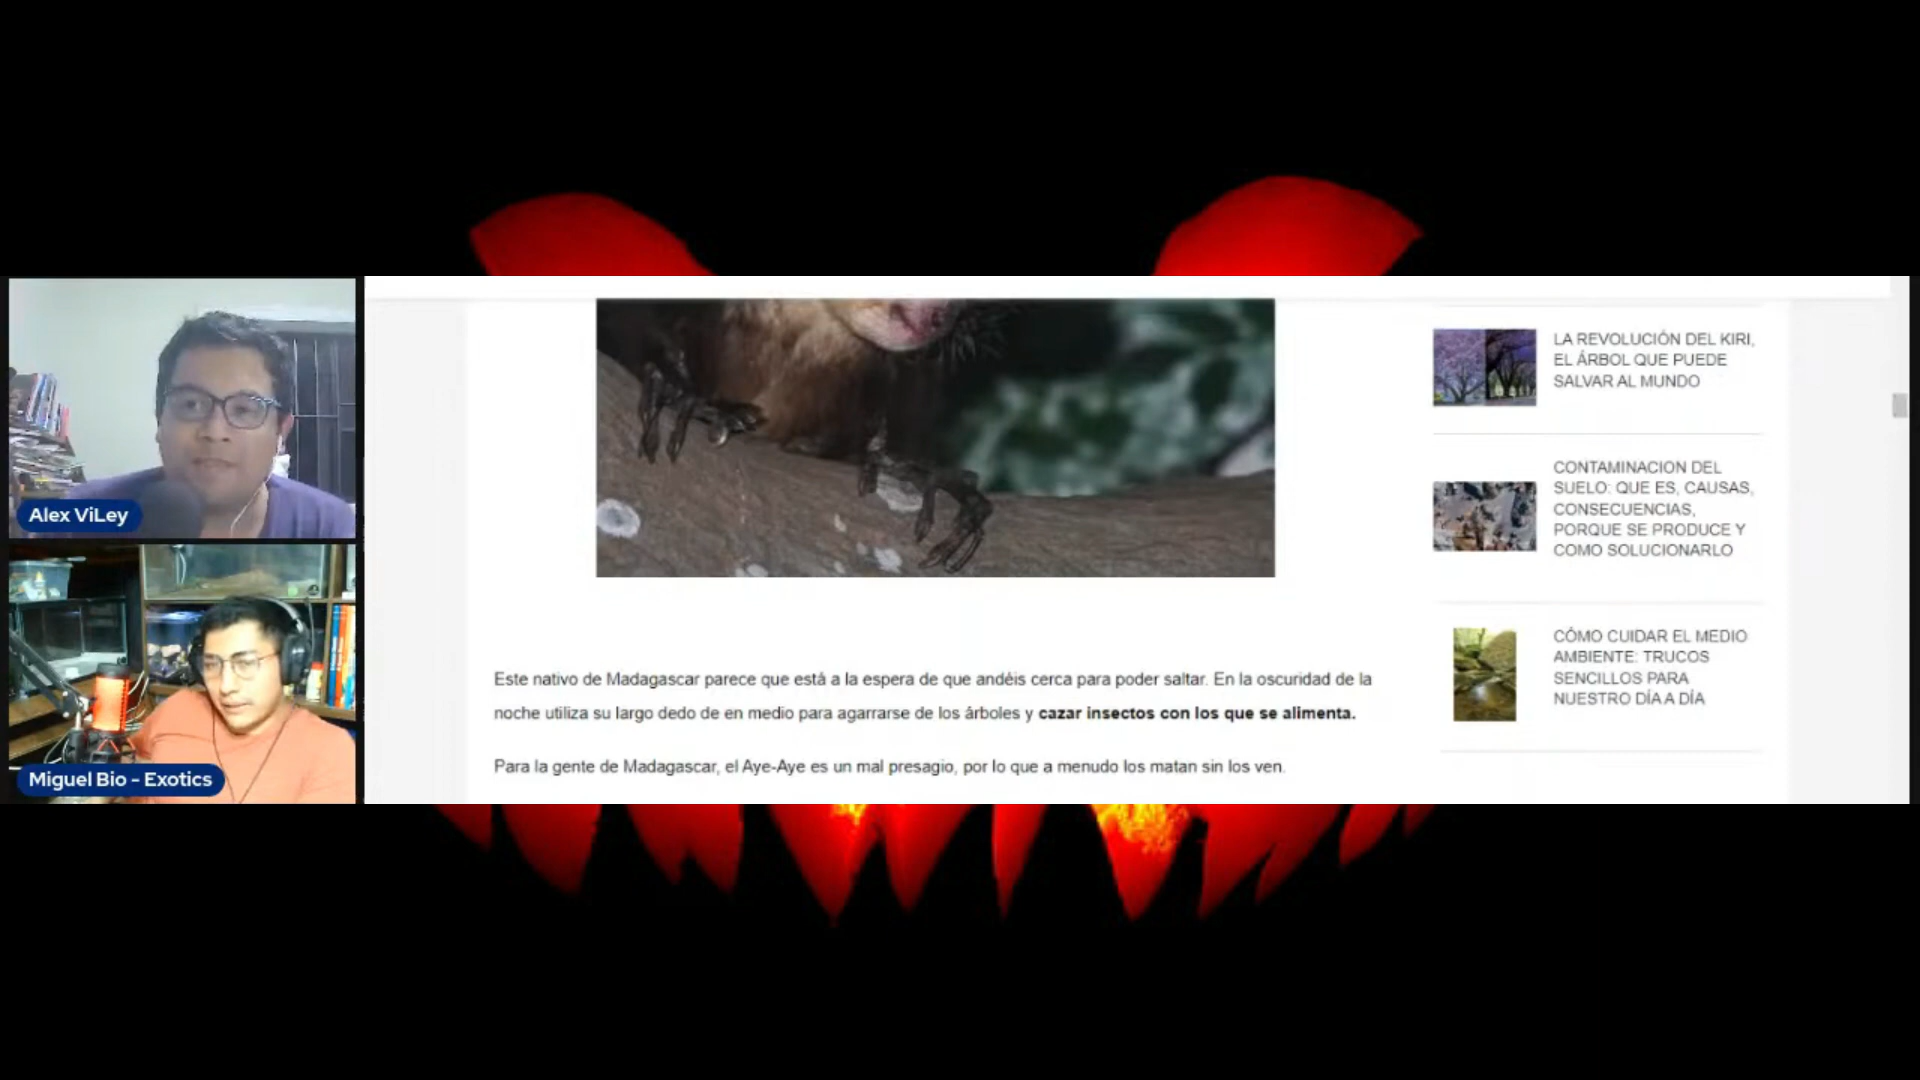 Alex ViLey
Miguel Bio - Exotics
Este nativo de Madagascar parece que está a la espera de que andéis cerca para poder saltar. En la oscuridad de la
noche utiliza su largo dedo de en medio para agarrarse de los árboles y cazar insectos con los que se alimenta.
Para la gente de Madagascar, el Aye-Aye es un mal presagio, por lo que a menudo los matan sin los ven.
LA REVOLUCIÓN DEL KIRI,
EL ÁRBOL QUE PUEDE
SALVAR AL MUNDO
CONTAMINACION DEL
SUELO: QUE ES, CAUSAS,
CONSECUENCIAS,
PORQUE SE PRODUCE Y
COMO SOLUCIONARLO
CÓMO CUIDAR EL MEDIO
AMBIENTE: TRUCOS
SENCILLOS PARA
NUESTRO DÍA A DÍA